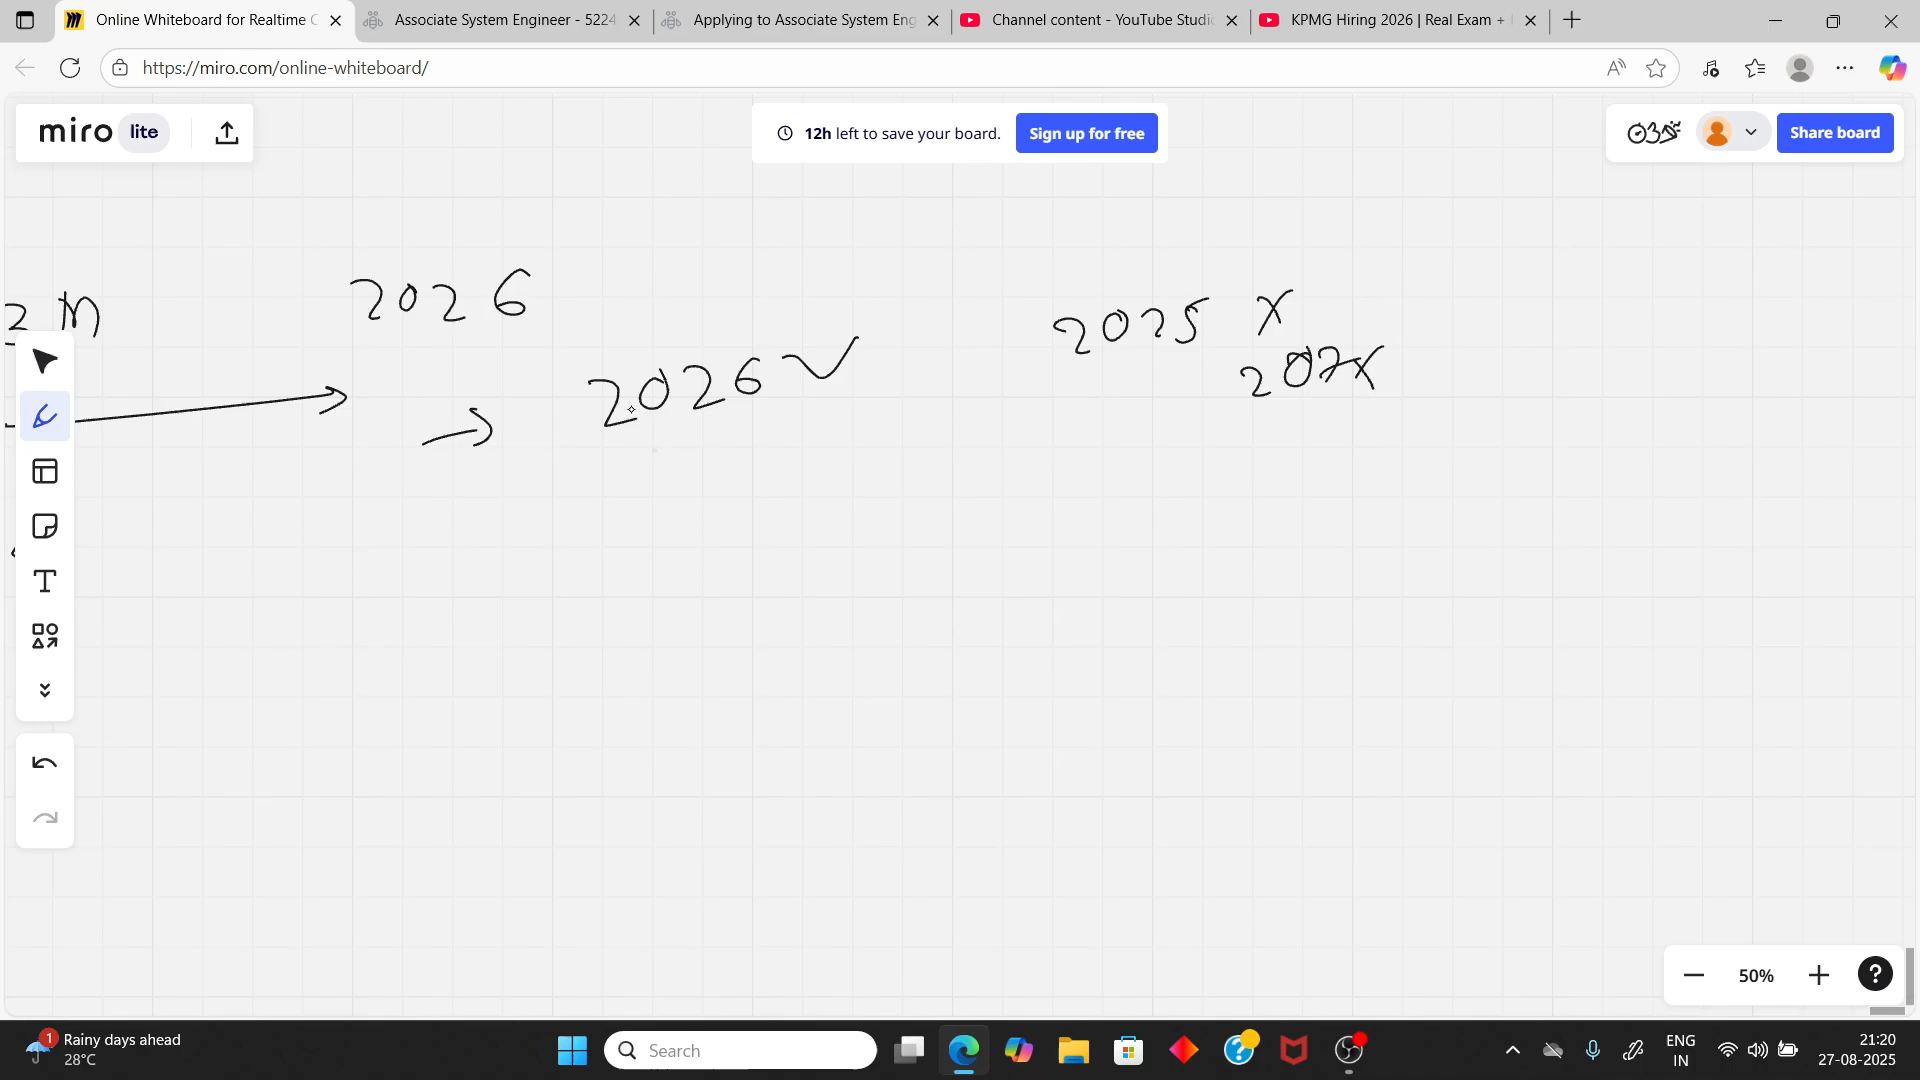 Online Whiteboard for Realtime C
Associate System Engineer - 5224
Applying to Associate System Eng
Channel content - YouTube Studio
KPMG Hiring 2026 | Real Exam +
https://miro.com/online-whiteboard/
miro lite
12h left to save your board.
Sign up for free
Share board
2026
2025 X
2026
50%
Rainy days ahead
28°C
1
Search
ENG
IN
21:20
27-08-2025